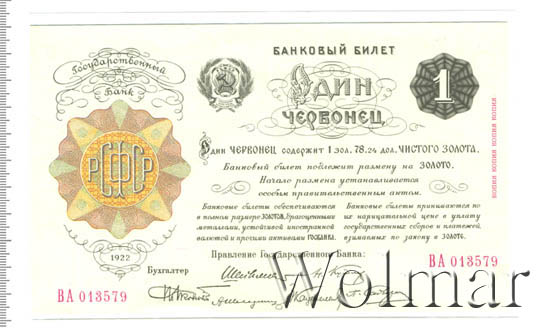 Государственный
Банк
БАНКОВЫЙ БИЛЕТ
ОДИН
ЧЕРВОНЕЦ
1
РСФСР
1922
ОДИН ЧЕРВОНЕЦ СОДЕРЖИТ 1 ЗОЛ. 78.24 ДОЛ. ЧИСТОГО ЗОЛОТА.
Банковый билет подлежит размену на ЗОЛОТО.
Начало размена устанавливается
особым правительственным актом.
Банковые билеты обеспечиваются
в полном размере ЗОЛОТОМ, драгоценными
металлами, устойчивой иностранной
валютой и прочими активами ГОСБАНКА.
Банковые билеты принимаются по
их нарицательной цене в уплату
государственных сборов и платежей,
взимаемых по закону в ЗОЛОТЕ.
Правление Государственного Банка:
Бухгалтер
ВА 013579
ВА 013579
копия копия копия копия
Wolmar